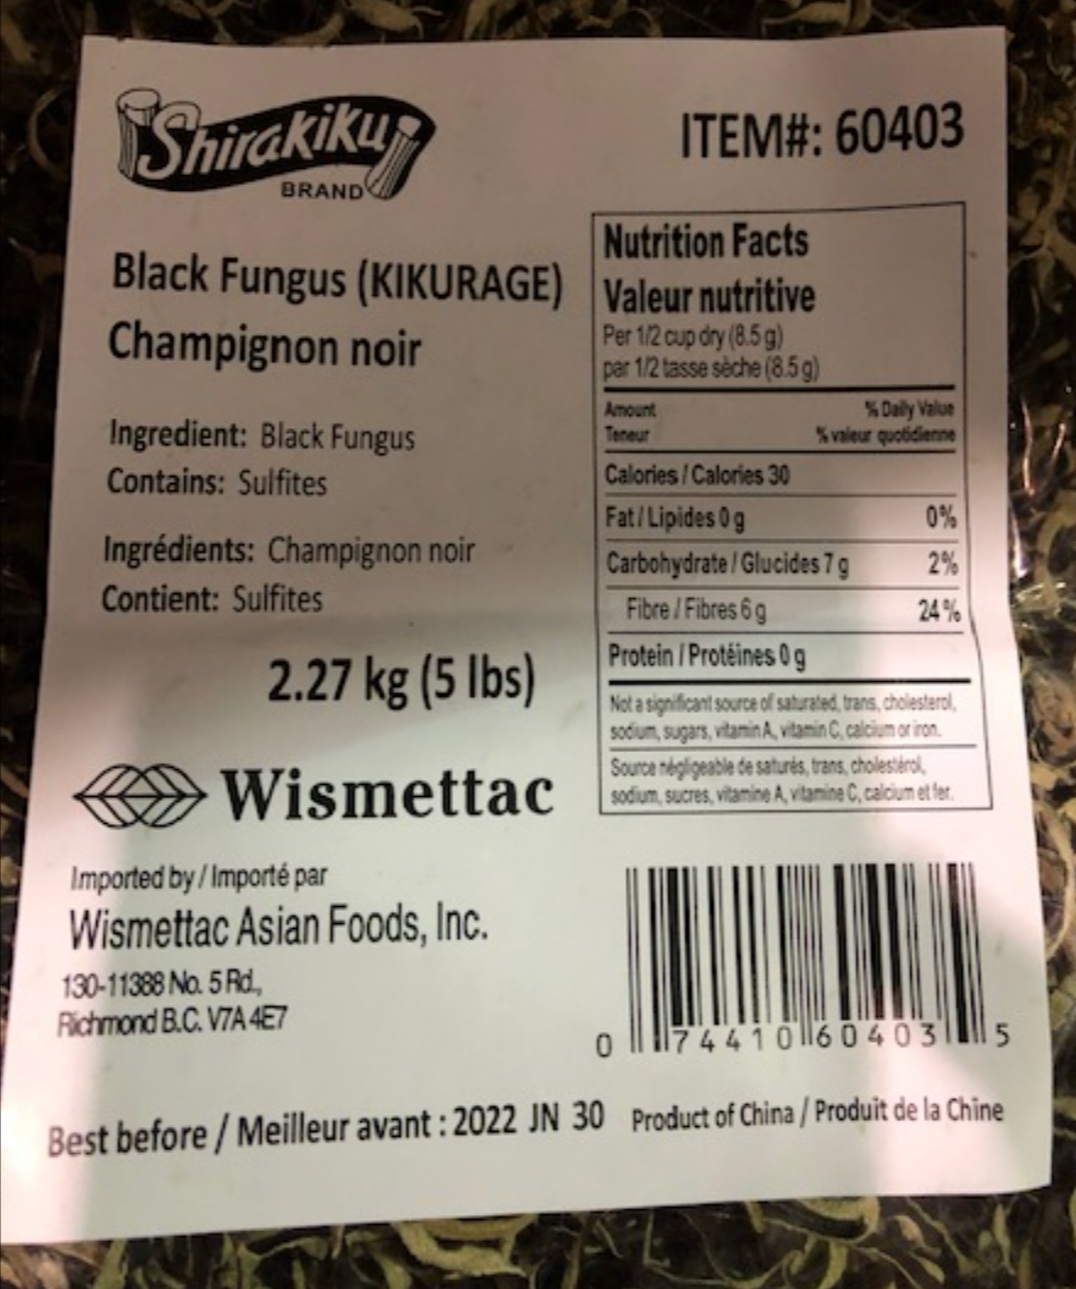 Shirakiku
BRAND
ITEM#: 60403
Black Fungus (KIKURAGE)
Champignon noir
Ingredient: Black Fungus
Contains: Sulfites
Ingrédients: Champignon noir
Contient: Sulfites
2.27 kg (5 lbs)
Nutrition Facts
Valeur nutritive
Per 1/2 cup dry (8.5 g)
par 1/2 tasse sèche (8.5 g)
Amount % Daily Value
Teneur % valeur quotidienne
Calories / Calories 30
Fat / Lipides 0 g 0%
Carbohydrate / Glucides 7 g 2%
Fibre / Fibres 6 g 24%
Protein / Protéines 0 g
Not a significant source of saturated, trans, cholesterol,
sodium, sugars, vitamin A, vitamin C, calcium or iron.
Source négligeable de saturés, trans, cholestérol,
sodium, sucres, vitamine A, vitamine C, calcium et fer.
Wismettac
Imported by / Importé par
Wismettac Asian Foods, Inc.
130-11388 No. 5 Rd.,
Richmond B.C. V7A 4E7
0 74410 60403 5
Best before / Meilleur avant : 2022 JN 30 Product of China / Produit de la Chine